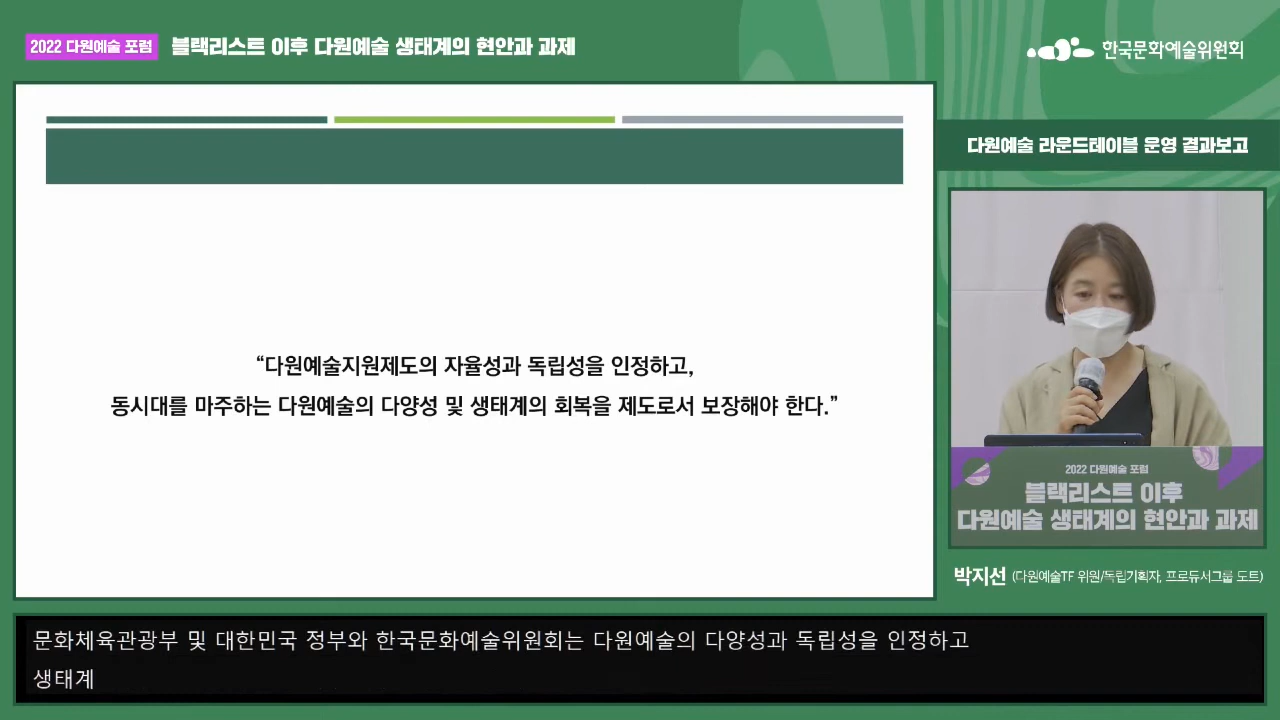 2022 다원예술 포럼
블랙리스트 이후 다원예술 생태계의 현안과 과제
한국문화예술위원회
다원예술 라운드테이블 운영 결과보고
“다원예술지원제도의 자율성과 독립성을 인정하고,
동시대를 마주하는 다원예술의 다양성 및 생태계의 회복을 제도로서 보장해야 한다.”
2022 다원예술 포럼
블랙리스트 이후
다원예술 생태계의 현안과 과제
박지선 (다원예술TF 위원/독립기획자, 프로듀서그룹 도트)
문화체육관광부 및 대한민국 정부와 한국문화예술위원회는 다원예술의 다양성과 독립성을 인정하고
생태계